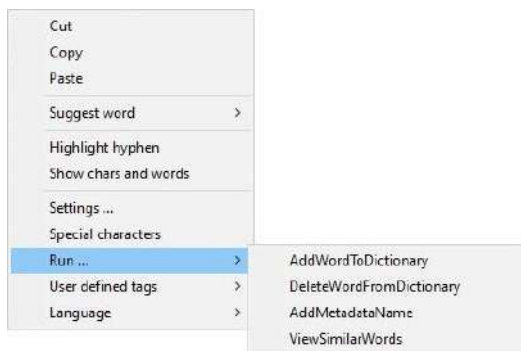 Cut
Copy
Paste
Suggest word
Highlight hyphen
Show chars and words
Settings ...
Special characters
Run ...
User defined tags
Language
AddWordToDictionary
DeleteWordFromDictionary
AddMetadataName
ViewSimilarWords